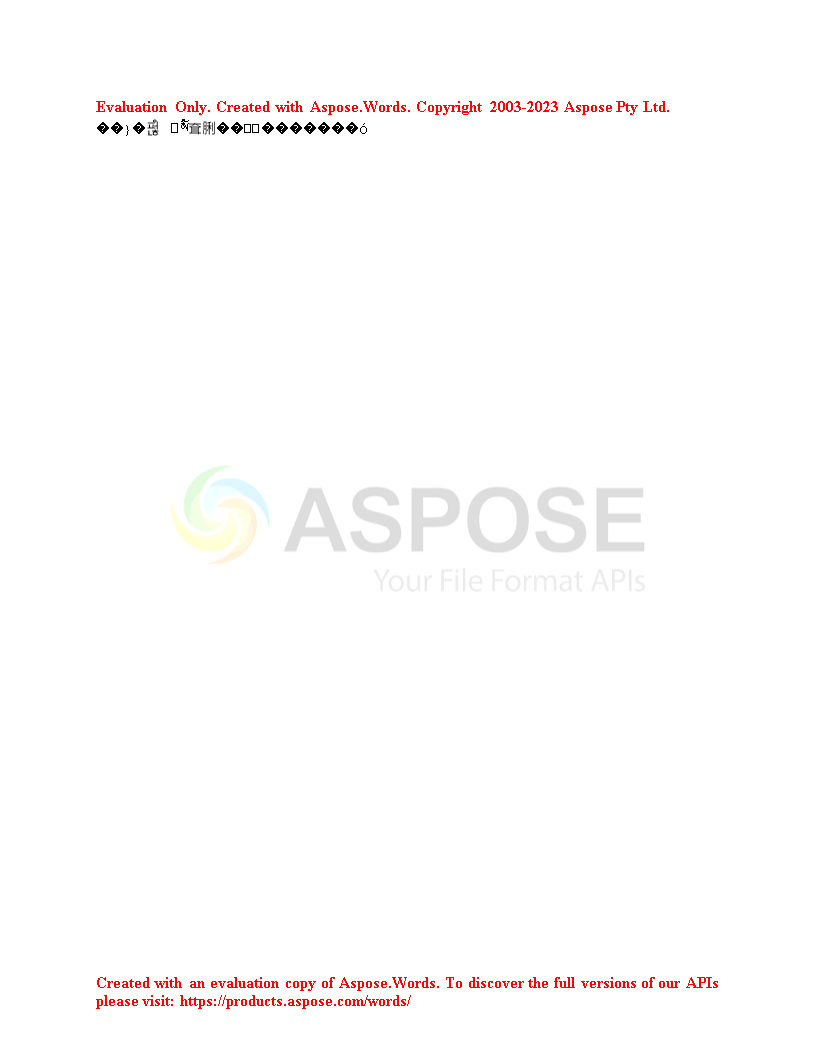 Evaluation Only. Created with Aspose.Words. Copyright 2003-2023 Aspose Pty Ltd.
ASPOSE
Your File Format APIs
Created with an evaluation copy of Aspose.Words. To discover the full versions of our APIs
please visit: https://products.aspose.com/words/